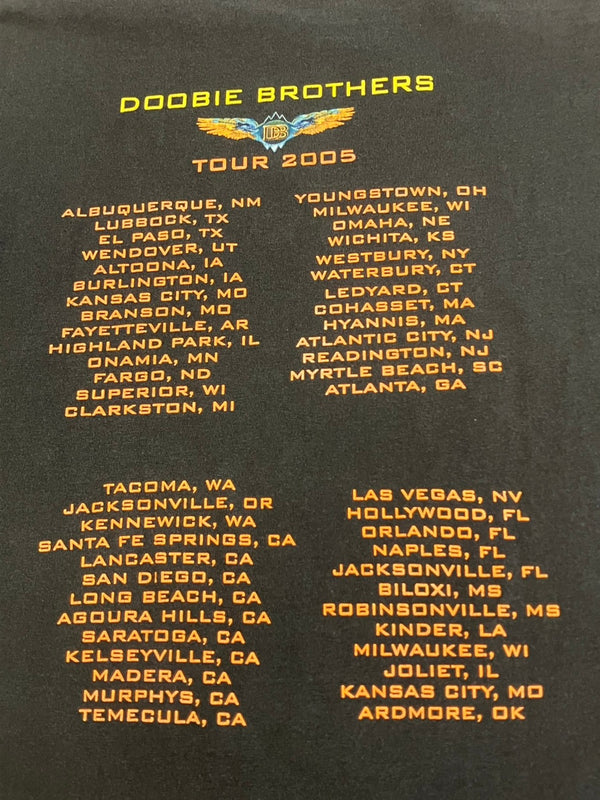 DOOBIE BROTHERS
TOUR 2005
ALBUQUERQUE, NM
LUBBOCK, TX
EL PASO, TX
WENDOVER, UT
ALTOONA, IA
BURLINGTON, IA
KANSAS CITY, MO
BRANSON, MO
FAYETTEVILLE, AR
HIGHLAND PARK, IL
ONAMIA, MN
FARGO, ND
SUPERIOR, WI
CLARKSTON, MI
YOUNGSTOWN, OH
MILWAUKEE, WI
OMAHA, NE
WICHITA, KS
WESTBURY, NY
WATERBURY, CT
LEDYARD, CT
COHASSET, MA
HYANNIS, MA
ATLANTIC CITY, NJ
READINGTON, NJ
MYRTLE BEACH, SC
ATLANTA, GA
TACOMA, WA
JACKSONVILLE, OR
KENNEWICK, WA
SANTA FE SPRINGS, CA
LANCASTER, CA
SAN DIEGO, CA
LONG BEACH, CA
AGOURA HILLS, CA
SARATOGA, CA
KELSEYVILLE, CA
MADERA, CA
MURPHYS, CA
TEMECULA, CA
LAS VEGAS, NV
HOLLYWOOD, FL
ORLANDO, FL
NAPLES, FL
JACKSONVILLE, FL
BILOXI, MS
ROBINSONVILLE, MS
KINDER, LA
MILWAUKEE, WI
JOLIET, IL
KANSAS CITY, MO
ARDMORE, OK